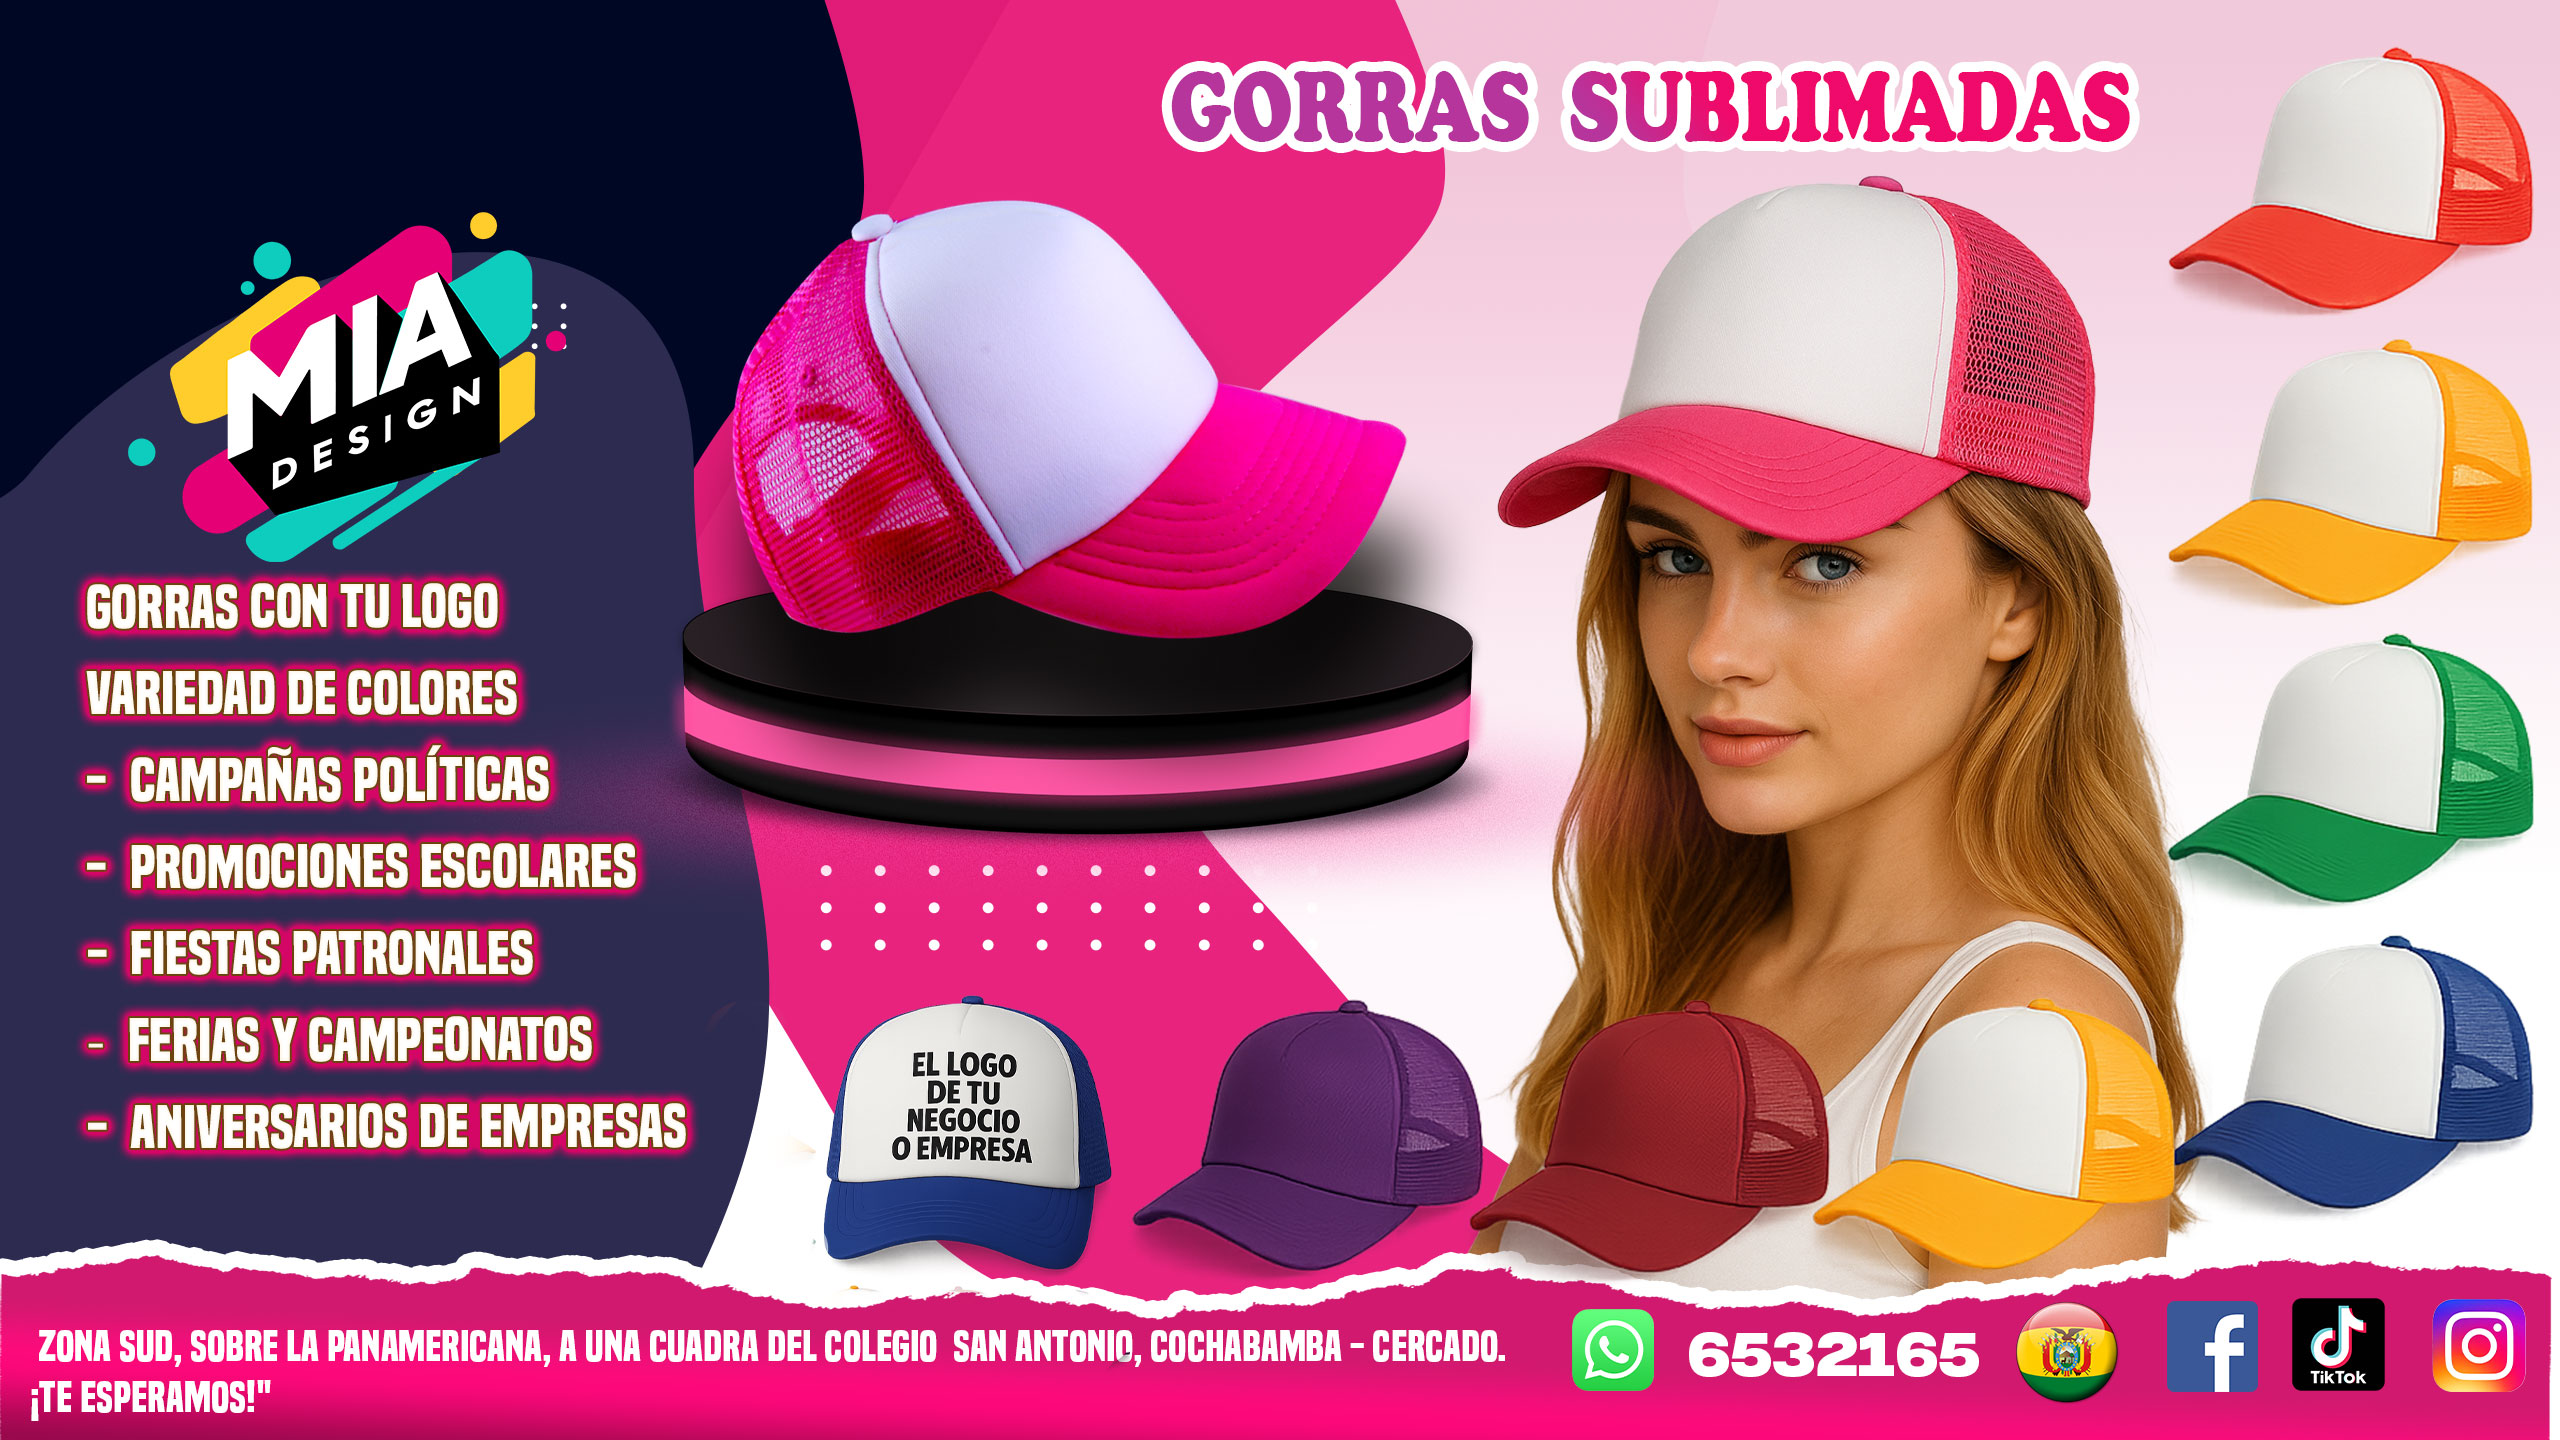 GORRAS SUBLIMADAS
MIA
DESIGN
GORRAS CON TU LOGO
VARIEDAD DE COLORES
- CAMPAÑAS POLÍTICAS
- PROMOCIONES ESCOLARES
- FIESTAS PATRONALES
- FERIAS Y CAMPEONATOS
- ANIVERSARIOS DE EMPRESAS
EL LOGO
DE TU
NEGOCIO
O EMPRESA
ZONA SUD, SOBRE LA PANAMERICANA, A UNA CUADRA DEL COLEGIO SAN ANTONIO, COCHABAMBA - CERCADO.
¡TE ESPERAMOS!"
6532165
TikTok